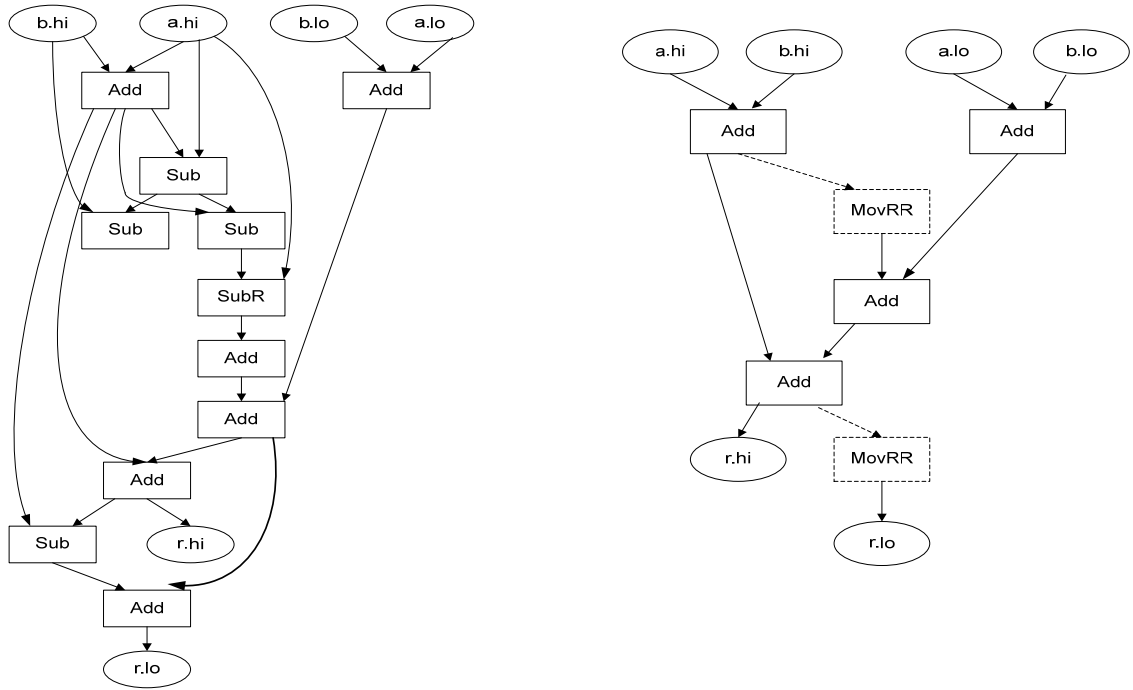 b.hi
a.hi
b.lo
a.lo
Add
Add
Sub
Sub
Sub
SubR
Add
Add
Add
Sub
r.hi
Add
r.lo
a.hi
b.hi
a.lo
b.lo
Add
Add
MovRR
Add
Add
r.hi
MovRR
r.lo